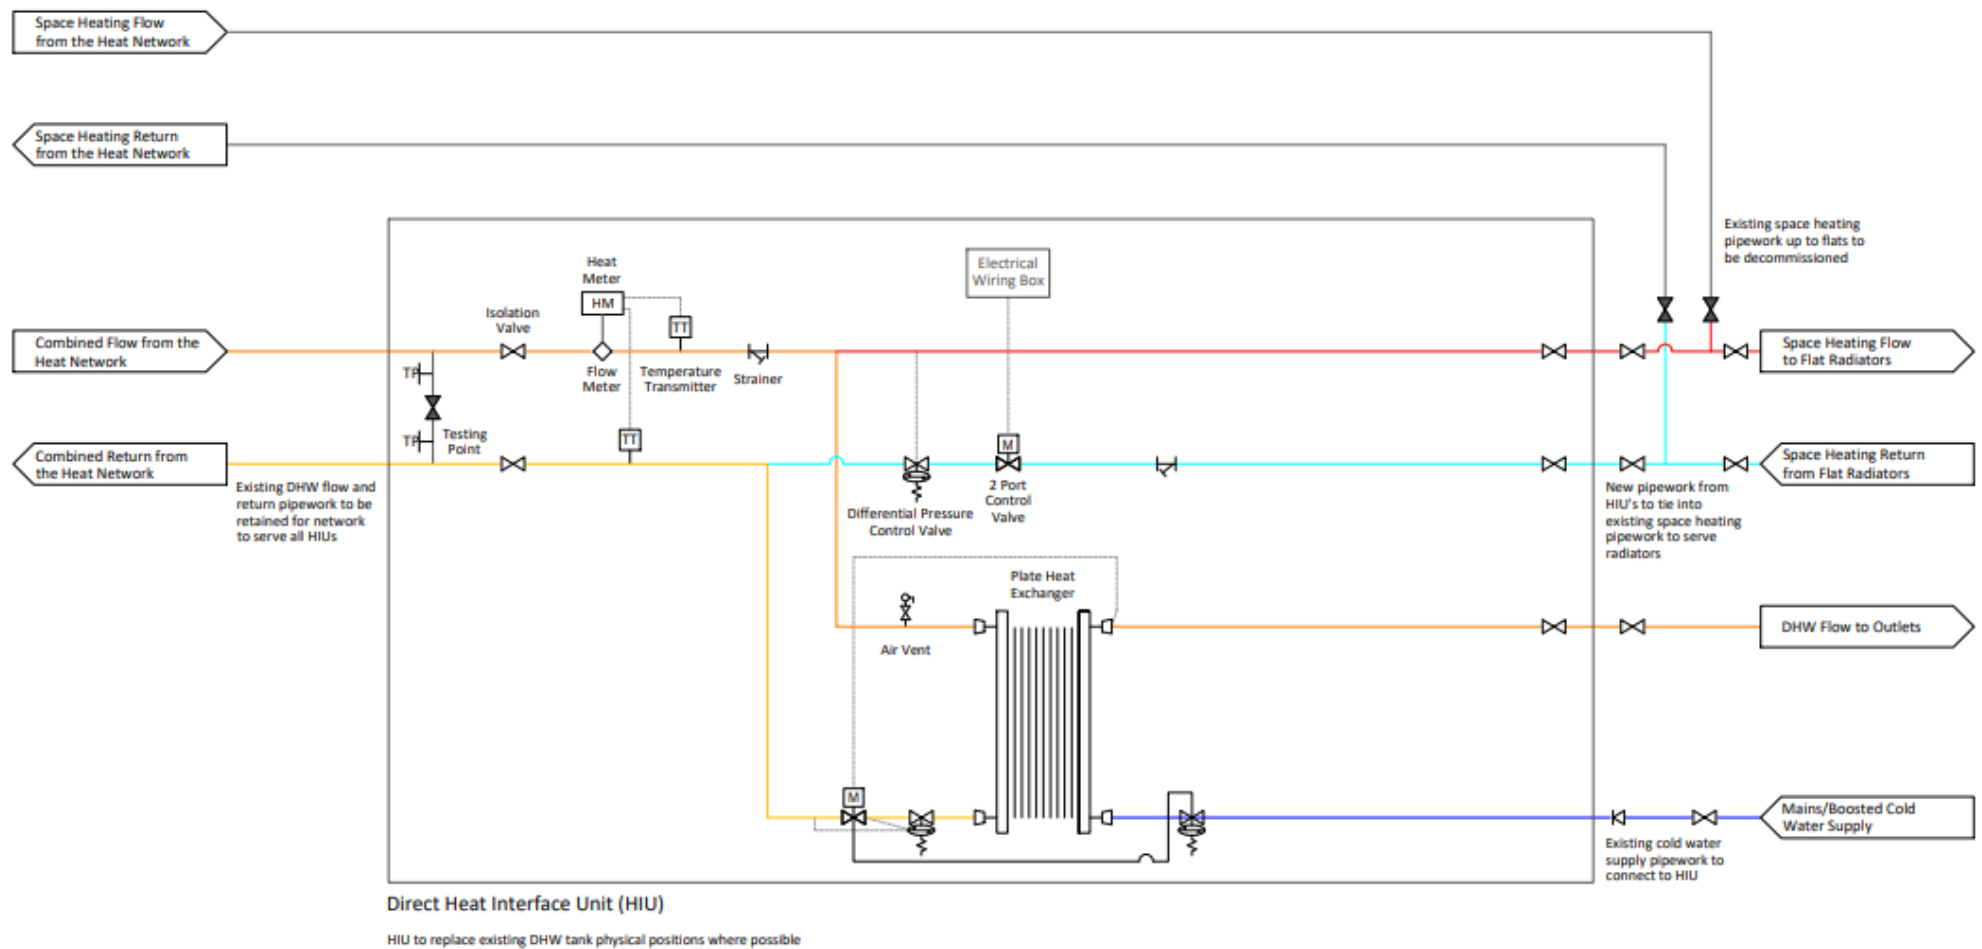 Space Heating Flow
from the Heat Network
Space Heating Return
from the Heat Network
Existing space heating
pipework up to flats to
be decommissioned
Heat
Meter
HM
Electrical
Wiring Box
Isolation
Valve
TT
Combined Flow from the
Heat Network
Space Heating Flow
to Flat Radiators
TP
Flow
Meter
Temperature
Transmitter
Strainer
TP
Testing
Point
TT
M
Combined Return from
the Heat Network
Space Heating Return
from Flat Radiators
Existing DHW flow and
return pipework to be
retained for network
to serve all HIUs
2 Port
Control
Valve
Differential Pressure
Control Valve
New pipework from
HIU's to tie into
existing space heating
pipework to serve
radiators
Plate Heat
Exchanger
Air Vent
DHW Flow to Outlets
M
Mains/Boosted Cold
Water Supply
Existing cold water
supply pipework to
connect to HIU
Direct Heat Interface Unit (HIU)
HIU to replace existing DHW tank physical positions where possible